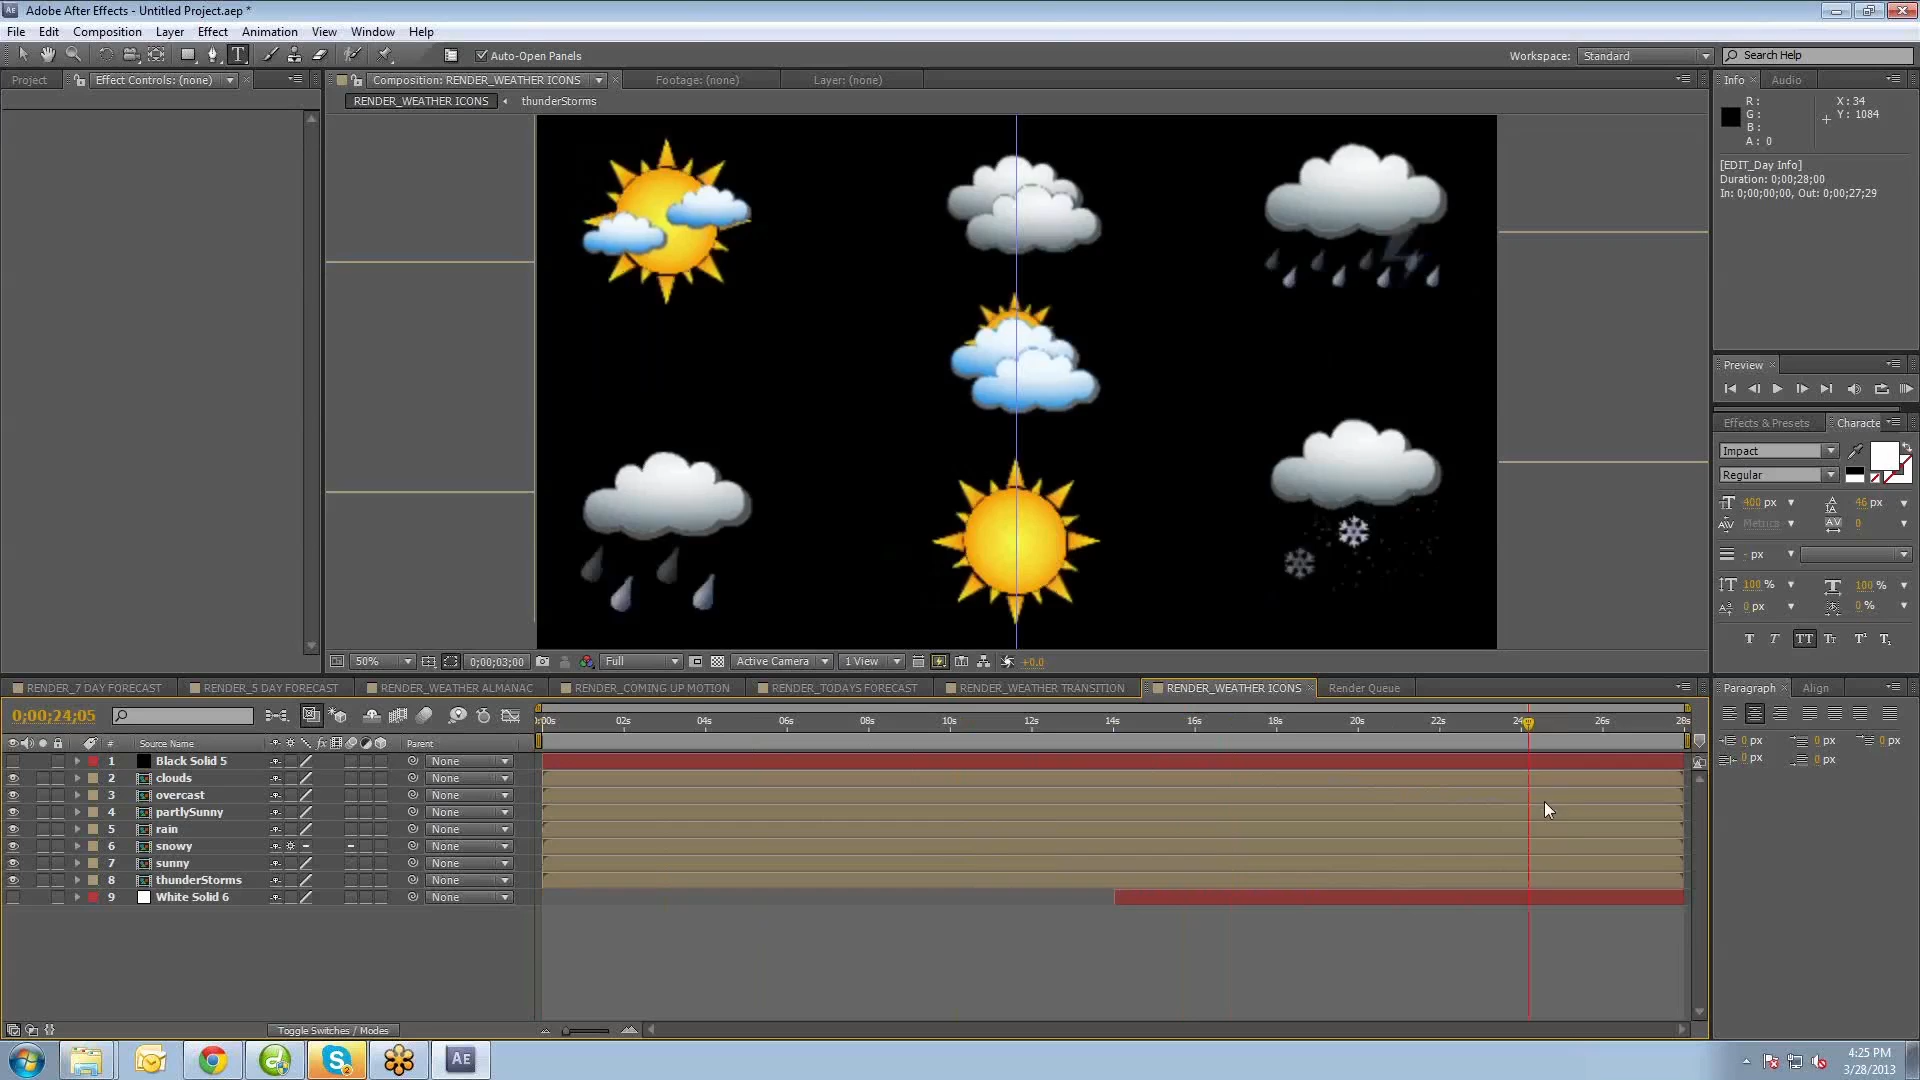 Adobe After Effects - Untitled Project.aep *
File Edit Composition Layer Effect Animation View Window Help
Auto-Open Panels
Workspace: Standard
Search Help
Project
Effect Controls: (none)
Composition: RENDER_WEATHER ICONS
Footage: (none)
Layer: (none)
RENDER_WEATHER ICONS
thunderStorms
Info
Audio
R:
G:
B:
A: 0
X: 34
Y: 1084
[EDIT_Day Info]
Duration: 0;00;28;00
In: 0;00;00;00, Out: 0;00;27;29
Preview
Effects & Presets
Characte
Impact
Regular
400 px
46 px
Metrics
0
- px
100 %
100 %
0 px
0 %
50%
0;00;03;00
Full
Active Camera
1 View
+0.0
RENDER_7 DAY FORECAST
RENDER_5 DAY FORECAST
RENDER_WEATHER ALMANAC
RENDER_COMING UP MOTION
RENDER_TODAYS FORECAST
RENDER_WEATHER TRANSITION
RENDER_WEATHER ICONS
Render Queue
Paragraph
Align
0 px 0 px 0 px
0 px 0 px
0;00;24;05
:00s 02s 04s 06s 08s 10s 12s 14s 16s 18s 20s 22s 24 26s 28s
# Source Name Parent
1 Black Solid 5 None
2 clouds None
3 overcast None
4 partlySunny None
5 rain None
6 snowy None
7 sunny None
8 thunderStorms None
9 White Solid 6 None
Toggle Switches / Modes
4:25 PM
3/28/2013